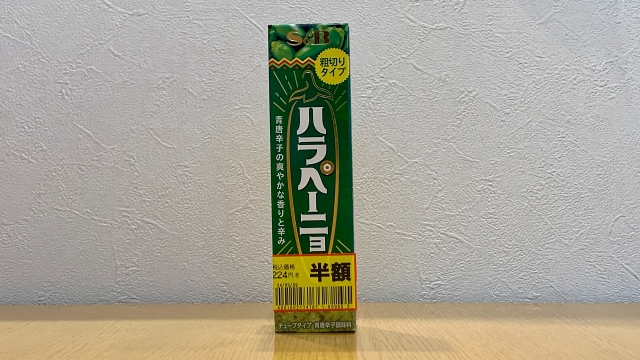 S&B
粗切り
タイプ
ハラペーニョ
青唐辛子の爽やかな香りと辛み
税込価格
224円を
半額
チューブタイプ 青唐辛子調味料